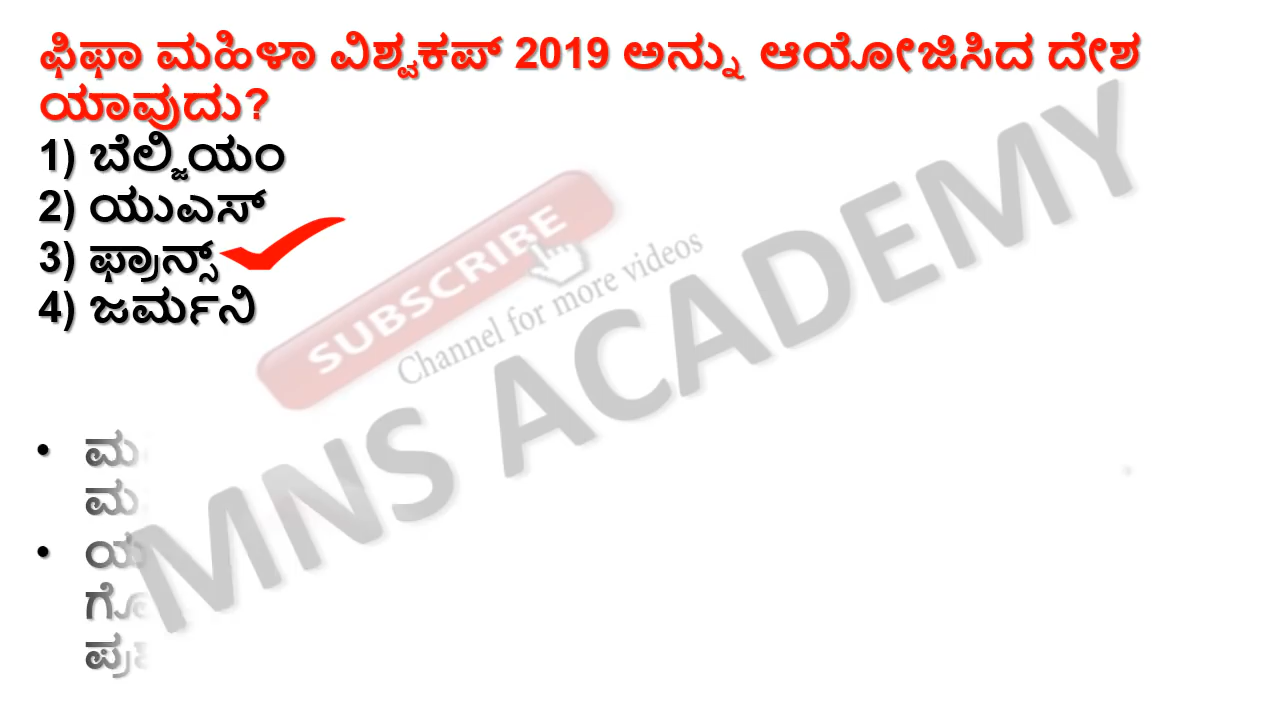 ಫಿಫಾ ಮಹಿಳಾ ವಿಶ್ವಕಪ್ 2019 ಅನ್ನು ಆಯೋಜಿಸಿದ ದೇಶ
ಯಾವುದು?
1) ಬೆಲ್ಜಿಯಂ
2) ಯುಎಸ್
3) ಫ್ರಾನ್ಸ್
4) ಜರ್ಮನಿ
SUBSCRIBE
Channel for more videos
MNS ACADEMY